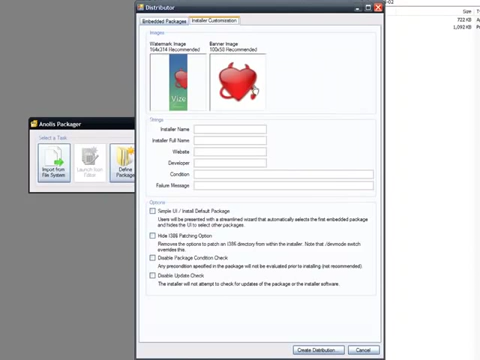 Distributor
Embedded Packages
Installer Customization
Images
Watermark Image
164x314 Recommended
Banner Image
100x58 Recommended
Vize
Strings
Installer Name
Installer Full Name
Website
Developer
Condition
Failure Message
Options
Simple UI / Install Default Package
Users will be presented with a streamlined wizard that automatically selects the first embedded package
and hides the UI to select other packages.
Hide I386 Patching Option
Removes the options to patch an I386 directory from within the installer. Note that /devmode switch
overrides this.
Disable Package Condition Check
Any precondition specified in the package will not be evaluated prior to installing (not recommended).
Disable Update Check
The installer will not attempt to check for updates of the package or the installer software.
Create Distribution...
Cancel
Anolis Packager
Select a Task
Import from
File System
Launch
Editor
Define
Package
Size
Ty
722 KB
1,092 KB